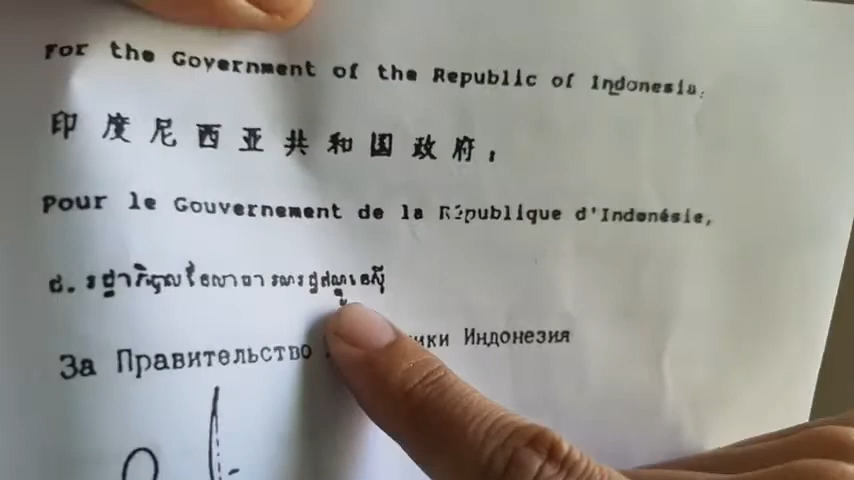 For the Government of the Republic of Indonesia,
印度尼西亚共和国政府，
Pour le Gouvernement de la République d'Indonésie,
ជ. រដ្ឋាភិបាលនៃសាធារណរដ្ឋឥណ្ឌូនេស៊ី
За Правительство ики Индонезия